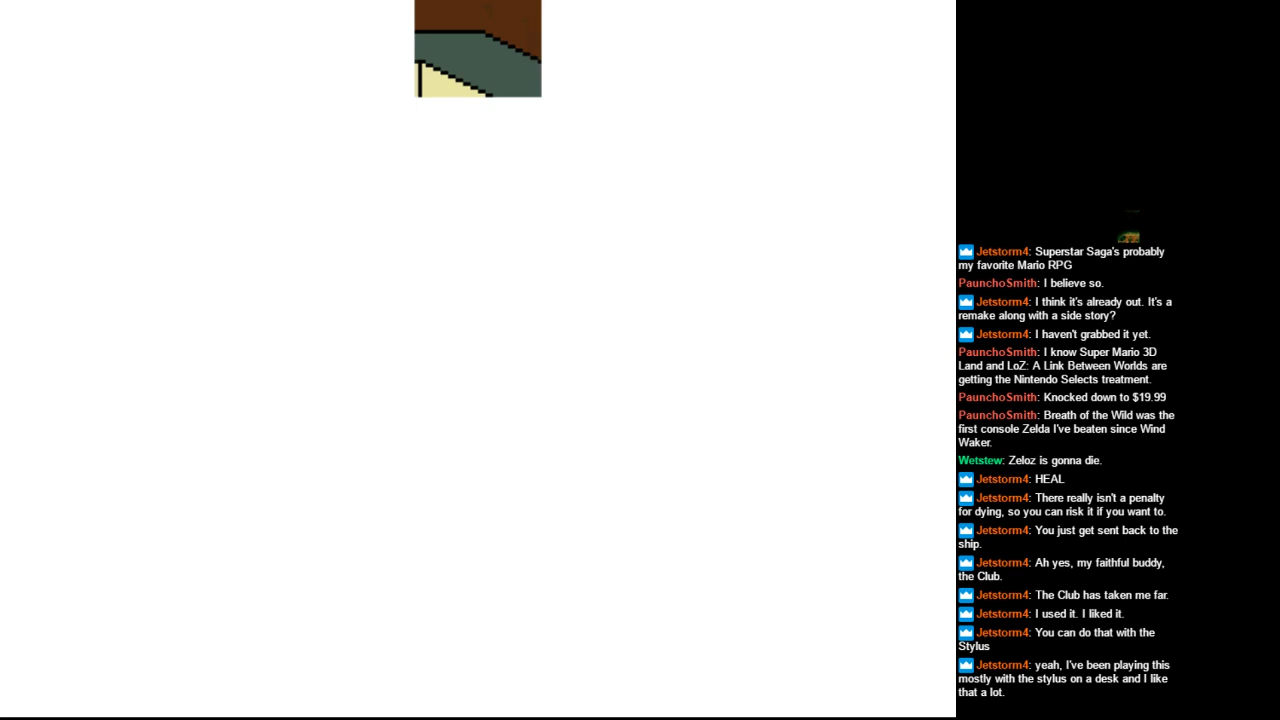 Jetstorm4: Superstar Saga's probably
my favorite Mario RPG
PaunchoSmith: I believe so.
Jetstorm4: I think it's already out. It's a
remake along with a side story?
Jetstorm4: I haven't grabbed it yet.
PaunchoSmith: I know Super Mario 3D
Land and LoZ: A Link Between Worlds are
getting the Nintendo Selects treatment.
PaunchoSmith: Knocked down to $19.99
PaunchoSmith: Breath of the Wild was the
first console Zelda I've beaten since Wind
Waker.
Wetstew: Zeloz is gonna die.
Jetstorm4: HEAL
Jetstorm4: There really isn't a penalty
for dying, so you can risk it if you want to.
Jetstorm4: You just get sent back to the
ship.
Jetstorm4: Ah yes, my faithful buddy,
the Club.
Jetstorm4: The Club has taken me far.
Jetstorm4: I used it. I liked it.
Jetstorm4: You can do that with the
Stylus
Jetstorm4: yeah, I've been playing this
mostly with the stylus on a desk and I like
that a lot.